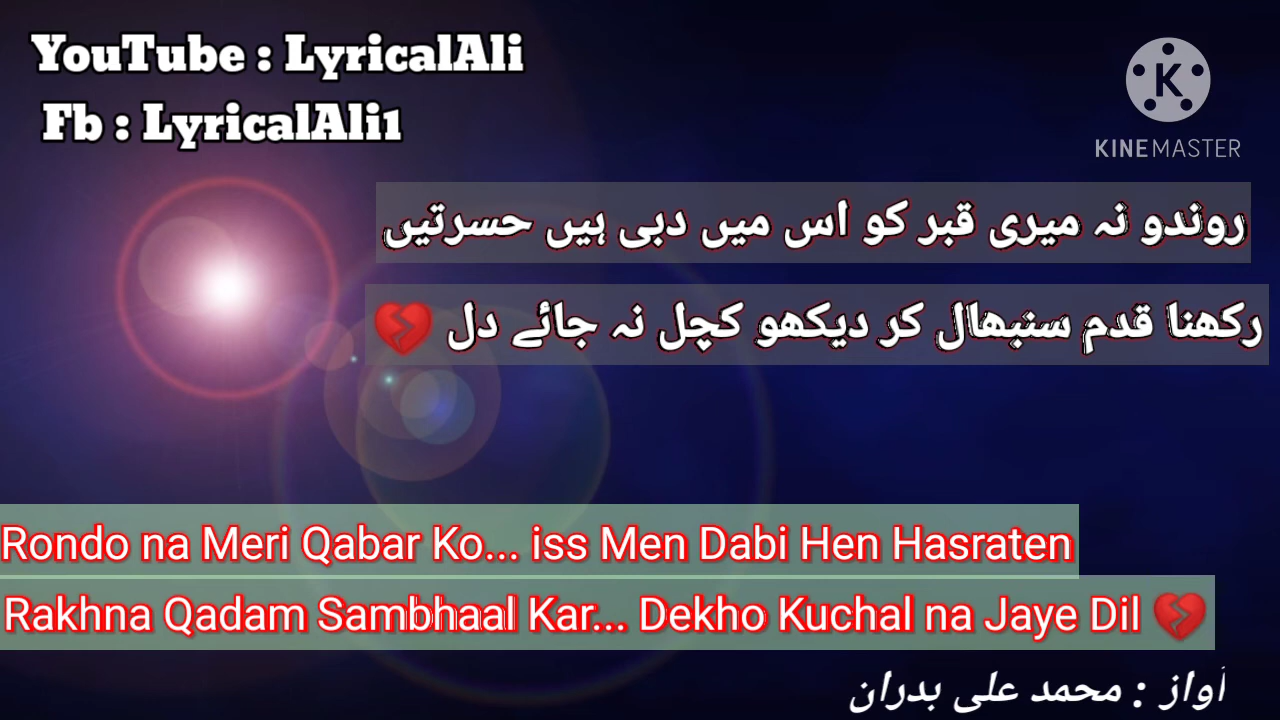 YouTube : LyricalAli
Fb : LyricalAli1
K
KINEMASTER
روندو نہ میری قبر کو اس میں دبی ہیں حسرتیں
رکھنا قدم سنبھال کر دیکھو کچل نہ جائے دل 💔
Rondo na Meri Qabar Ko... iss Men Dabi Hen Hasraten
Rakhna Qadam Sambhaal Kar... Dekho Kuchal na Jaye Dil 💔
آواز : محمد علی بدران